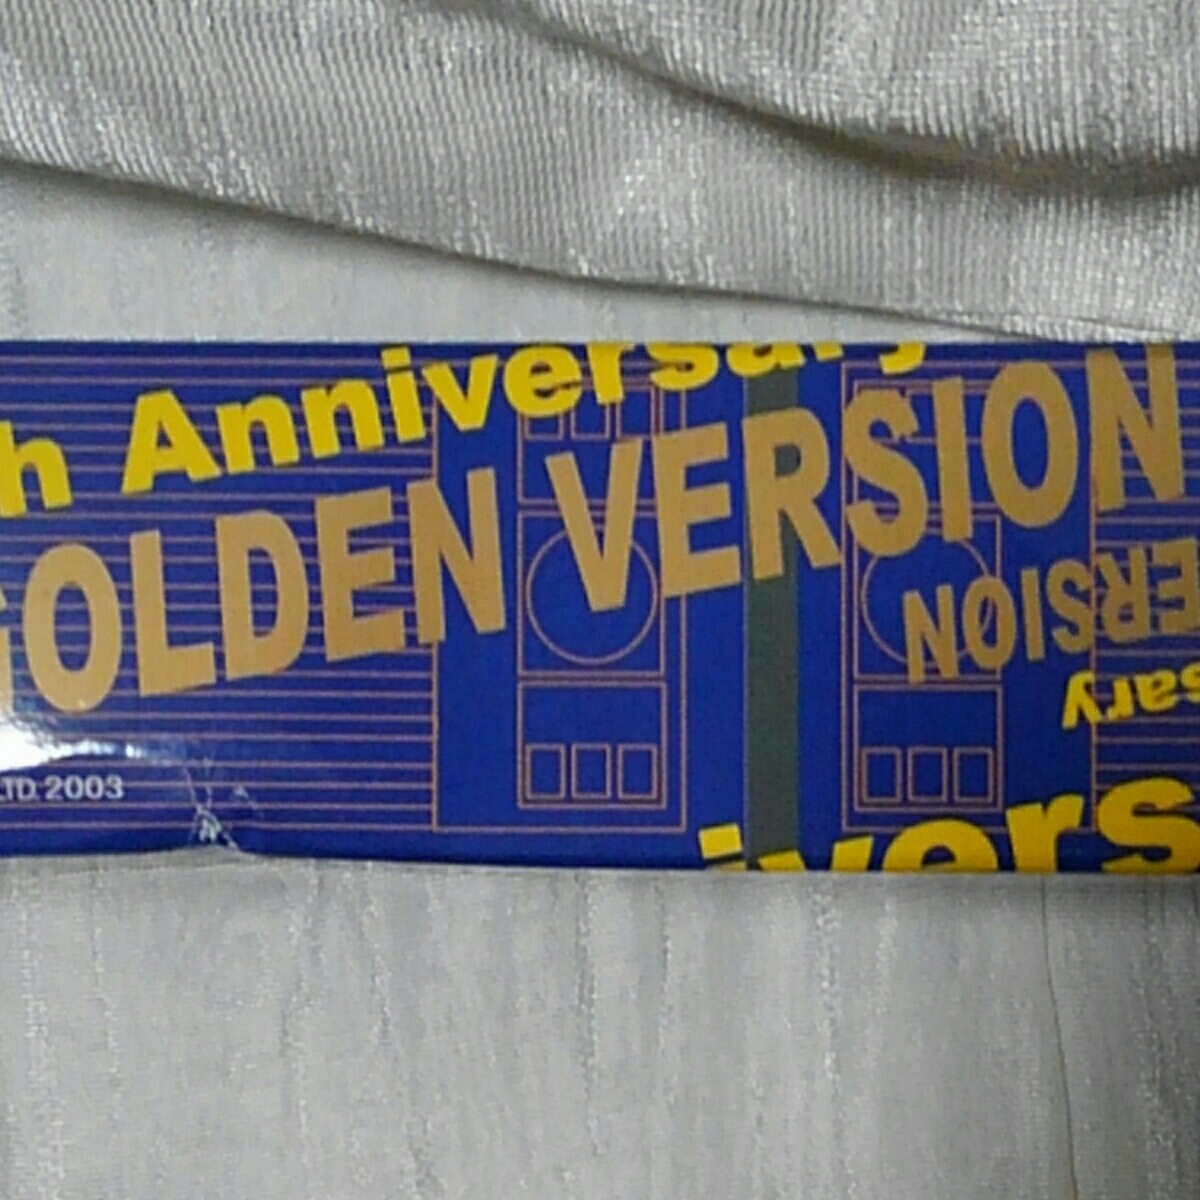 h Anniversary
GOLDEN VERSION
ERSION
sary
LTD. 2003
ivers